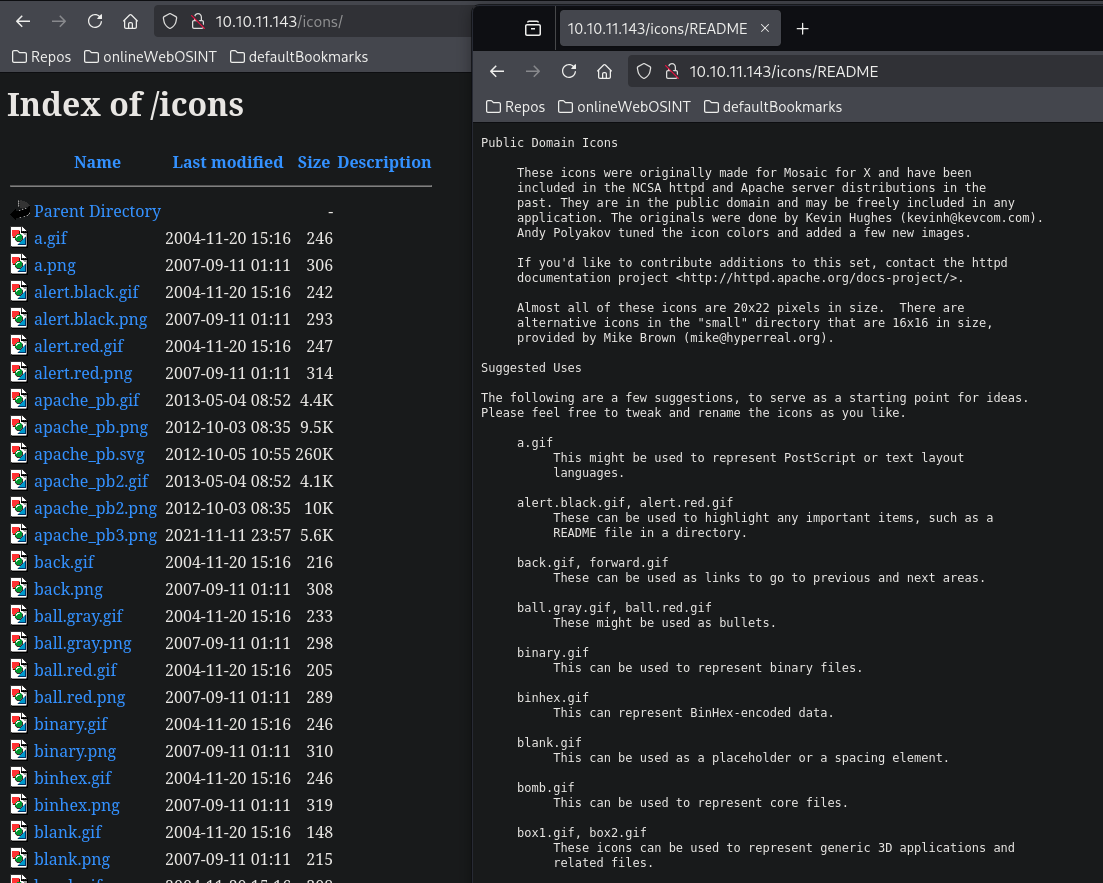 10.10.11.143/icons/
Repos onlineWebOSINT defaultBookmarks
Index of /icons
Name Last modified Size Description
Parent Directory -
a.gif 2004-11-20 15:16 246
a.png 2007-09-11 01:11 306
alert.black.gif 2004-11-20 15:16 242
alert.black.png 2007-09-11 01:11 293
alert.red.gif 2004-11-20 15:16 247
alert.red.png 2007-09-11 01:11 314
apache_pb.gif 2013-05-04 08:52 4.4K
apache_pb.png 2012-10-03 08:35 9.5K
apache_pb.svg 2012-10-05 10:55 260K
apache_pb2.gif 2013-05-04 08:52 4.1K
apache_pb2.png 2012-10-03 08:35 10K
apache_pb3.png 2021-11-11 23:57 5.6K
back.gif 2004-11-20 15:16 216
back.png 2007-09-11 01:11 308
ball.gray.gif 2004-11-20 15:16 233
ball.gray.png 2007-09-11 01:11 298
ball.red.gif 2004-11-20 15:16 205
ball.red.png 2007-09-11 01:11 289
binary.gif 2004-11-20 15:16 246
binary.png 2007-09-11 01:11 310
binhex.gif 2004-11-20 15:16 246
binhex.png 2007-09-11 01:11 319
blank.gif 2004-11-20 15:16 148
blank.png 2007-09-11 01:11 215
10.10.11.143/icons/README
10.10.11.143/icons/README
Repos onlineWebOSINT defaultBookmarks
Public Domain Icons
These icons were originally made for Mosaic for X and have been
included in the NCSA httpd and Apache server distributions in the
past. They are in the public domain and may be freely included in any
application. The originals were done by Kevin Hughes (kevinh@kevcom.com).
Andy Polyakov tuned the icon colors and added a few new images.
If you'd like to contribute additions to this set, contact the httpd
documentation project <http://httpd.apache.org/docs-project/>.
Almost all of these icons are 20x22 pixels in size. There are
alternative icons in the "small" directory that are 16x16 in size,
provided by Mike Brown (mike@hyperreal.org).
Suggested Uses
The following are a few suggestions, to serve as a starting point for ideas.
Please feel free to tweak and rename the icons as you like.
a.gif
This might be used to represent PostScript or text layout
languages.
alert.black.gif, alert.red.gif
These can be used to highlight any important items, such as a
README file in a directory.
back.gif, forward.gif
These can be used as links to go to previous and next areas.
ball.gray.gif, ball.red.gif
These might be used as bullets.
binary.gif
This can be used to represent binary files.
binhex.gif
This can represent BinHex-encoded data.
blank.gif
This can be used as a placeholder or a spacing element.
bomb.gif
This can be used to represent core files.
box1.gif, box2.gif
These icons can be used to represent generic 3D applications and
related files.